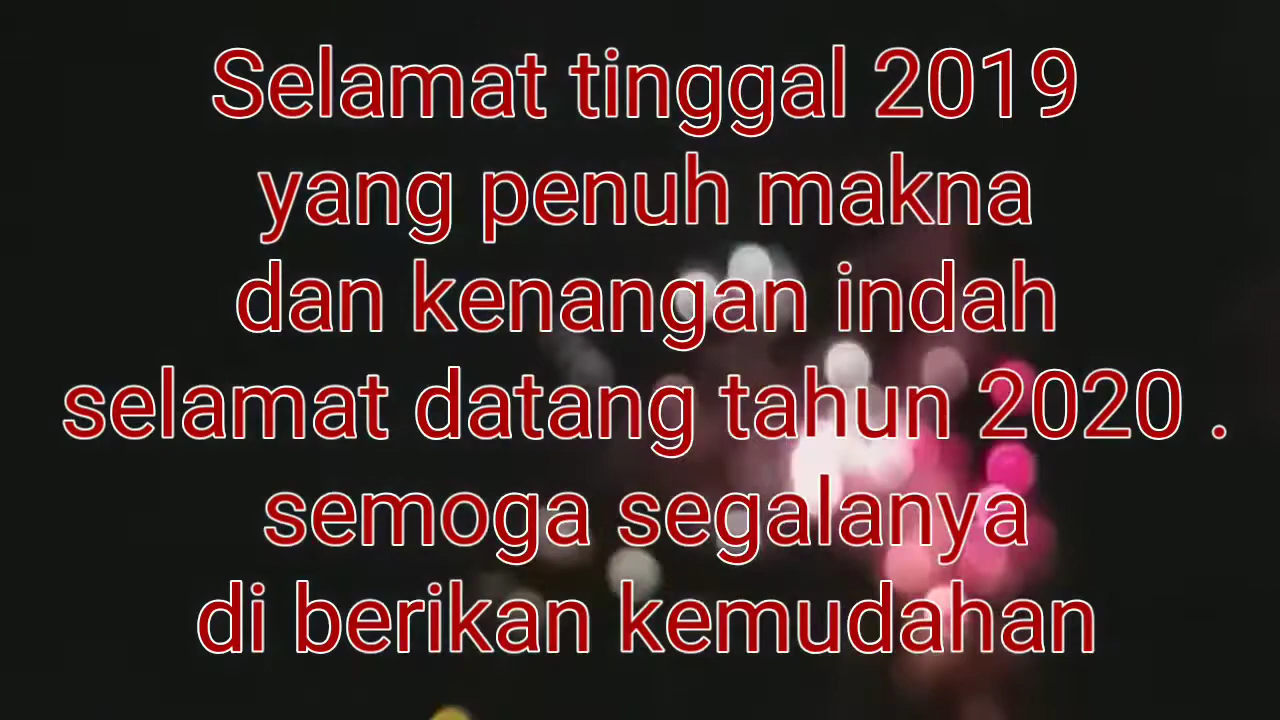 Selamat tinggal 2019
yang penuh makna
dan kenangan indah
selamat datang tahun 2020 .
semoga segalanya
di berikan kemudahan